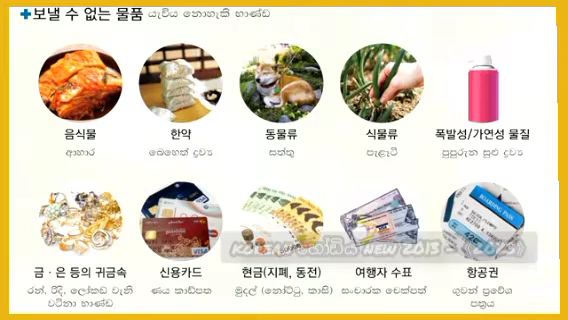 보낼 수 없는 물품 යැවිය නොහැකි භාණ්ඩ
음식물 한약 동물류 식물류 폭발성/가연성 물질
ආහාර බෙහෙත් ද්‍රව්‍ය සත්තු පැළෑටි පුපුරුන සුළු ද්‍රව්‍ය
BOARDING PASS
금·은 등의 귀금속 신용카드 현금(지폐, 동전) 여행자 수표 항공권
රන්, රිදී, ලෝකඩ වැනි ණය කාඩ්පත මුදල් (නෝට්ටු, කාසි) සංචාරක චෙක්පත් ගුවන් ප්‍රවේශ
වටිනා භාණ්ඩ පත්‍රය